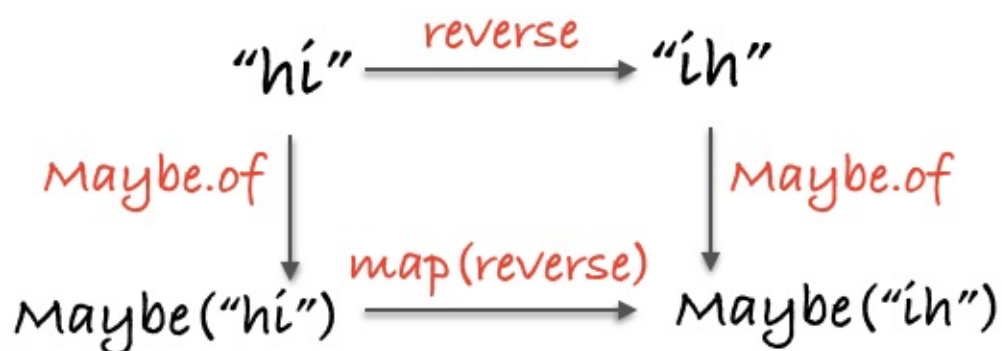 reverse
“hi” “ih”
Maybe.of Maybe.of
map(reverse)
Maybe(“hi”) Maybe(“ih”)